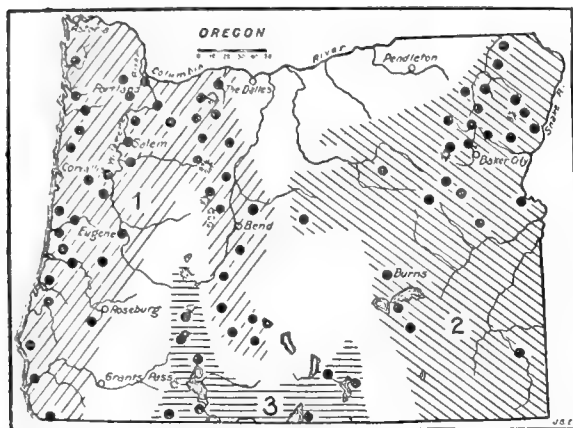 OREGON
Astoria
Columbia
River
Pendleton
Portland
The Dalles
Snake R.
Salem
Baker City
1
Eugene
Bend
Burns
2
Roseburg
Grants Pass
3